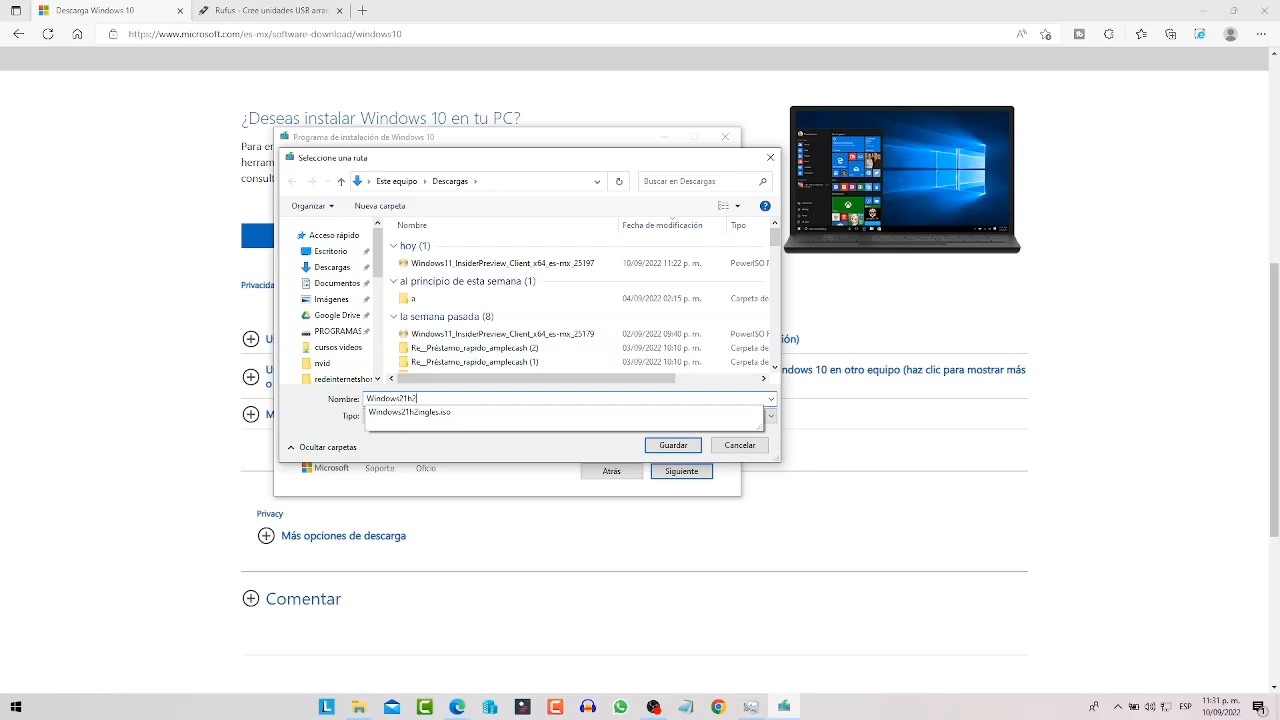 Descarga Windows 10
Rufus - Cree unidades USB arran
https://www.microsoft.com/es-mx/software-download/windows10
¿Deseas instalar Windows 10 en tu PC?
Para en
herram
consult
Programa de instalación de Windows 10
Seleccione una ruta
Este equipo > Descargas >
Buscar en Descargas
Organizar
Nueva carpeta
Nombre
Fecha de modificación
Tipo
Acceso rápido
Escritorio
Descargas
Documentos
Imágenes
Google Drive
PROGRAMAS
cursos videos
nvid
redeinternetshc
hoy (1)
Windows11_InsiderPreview_Client_x64_es-mx_25197
10/09/2022 11:22 p. m.
PowerISO F
al principio de esta semana (1)
a
04/09/2022 02:15 p. m.
Carpeta de
la semana pasada (8)
Windows11_InsiderPreview_Client_x64_es-mx_25197
02/09/2022 09:40 p. m.
PowerISO F
Re__Préstamo_rapido_amplecash (2)
03/09/2022 10:10 p. m.
Carpeta de
Re__Préstamo_rapido_amplecash (1)
03/09/2022 10:10 p. m.
Carpeta de
Nombre:
Windows21h2
Tipo:
Windows21h2ingles.iso
Ocultar carpetas
Guardar
Cancelar
Microsoft
Soporte
Oficio
Atrás
Siguiente
Privacida
U
ión)
U
ndows 10 en otro equipo (haz clic para mostrar más
o
M
Privacy
Más opciones de descarga
Comentar
ESP
11:31 p. m.
10/09/2022